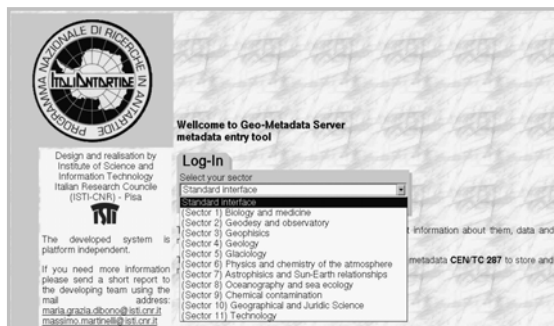 PROGRAMMA NAZIONALE DI RICERCHE IN ANTARTIDE
ITALIANTARTIDE
Wellcome to Geo-Metadata Server
metadata entry tool
Log-In
Select your sector
Standard interface
Standard interface
(Sector 1) Biology and medicine
(Sector 2) Geodesy and observatory
(Sector 3) Geophisics
(Sector 4) Geology
(Sector 5) Glaciology
(Sector 6) Physics and chemistry of the atmosphere
(Sector 7) Astrophisics and Sun-Earth relationships
(Sector 8) Oceanography and sea ecology
(Sector 9) Chemical contamination
(Sector 10) Geographical and Juridic Science
(Sector 11) Technology
information about them, data and
metadata CEN/TC 287 to store and
Design and realisation by
Institute of Science and
Information Technology
Italian Research Councile
(ISTI-CNR) - Pisa
ISTI
The developed system is
platform independent.
If you need more information
please send a short report to
the developing team using the
mail address:
maria.grazia.dibono@isti.cnr.it
massimo.martinelli@isti.cnr.it